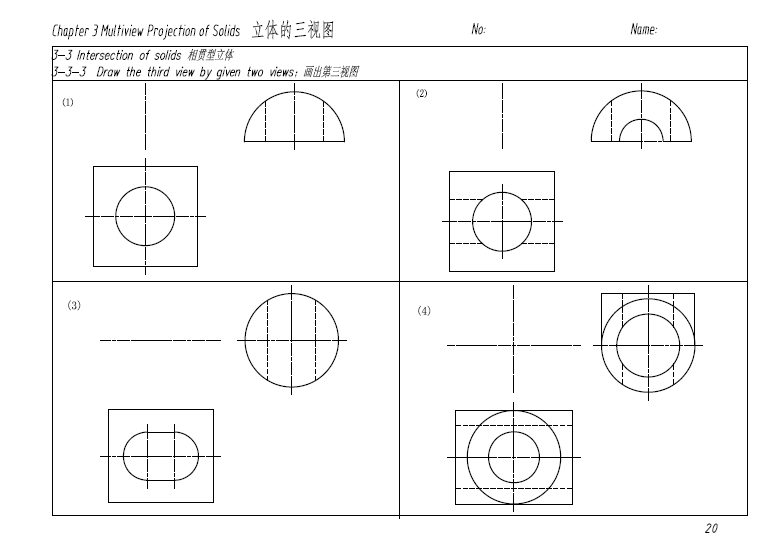 Chapter 3 Multiview Projection of Solids 立体的三视图 No: Name:
3-3 Intersection of solids 相贯型立体
3-3-3 Draw the third view by given two views: 画出第三视图
(1)
(2)
(3)
(4)
20